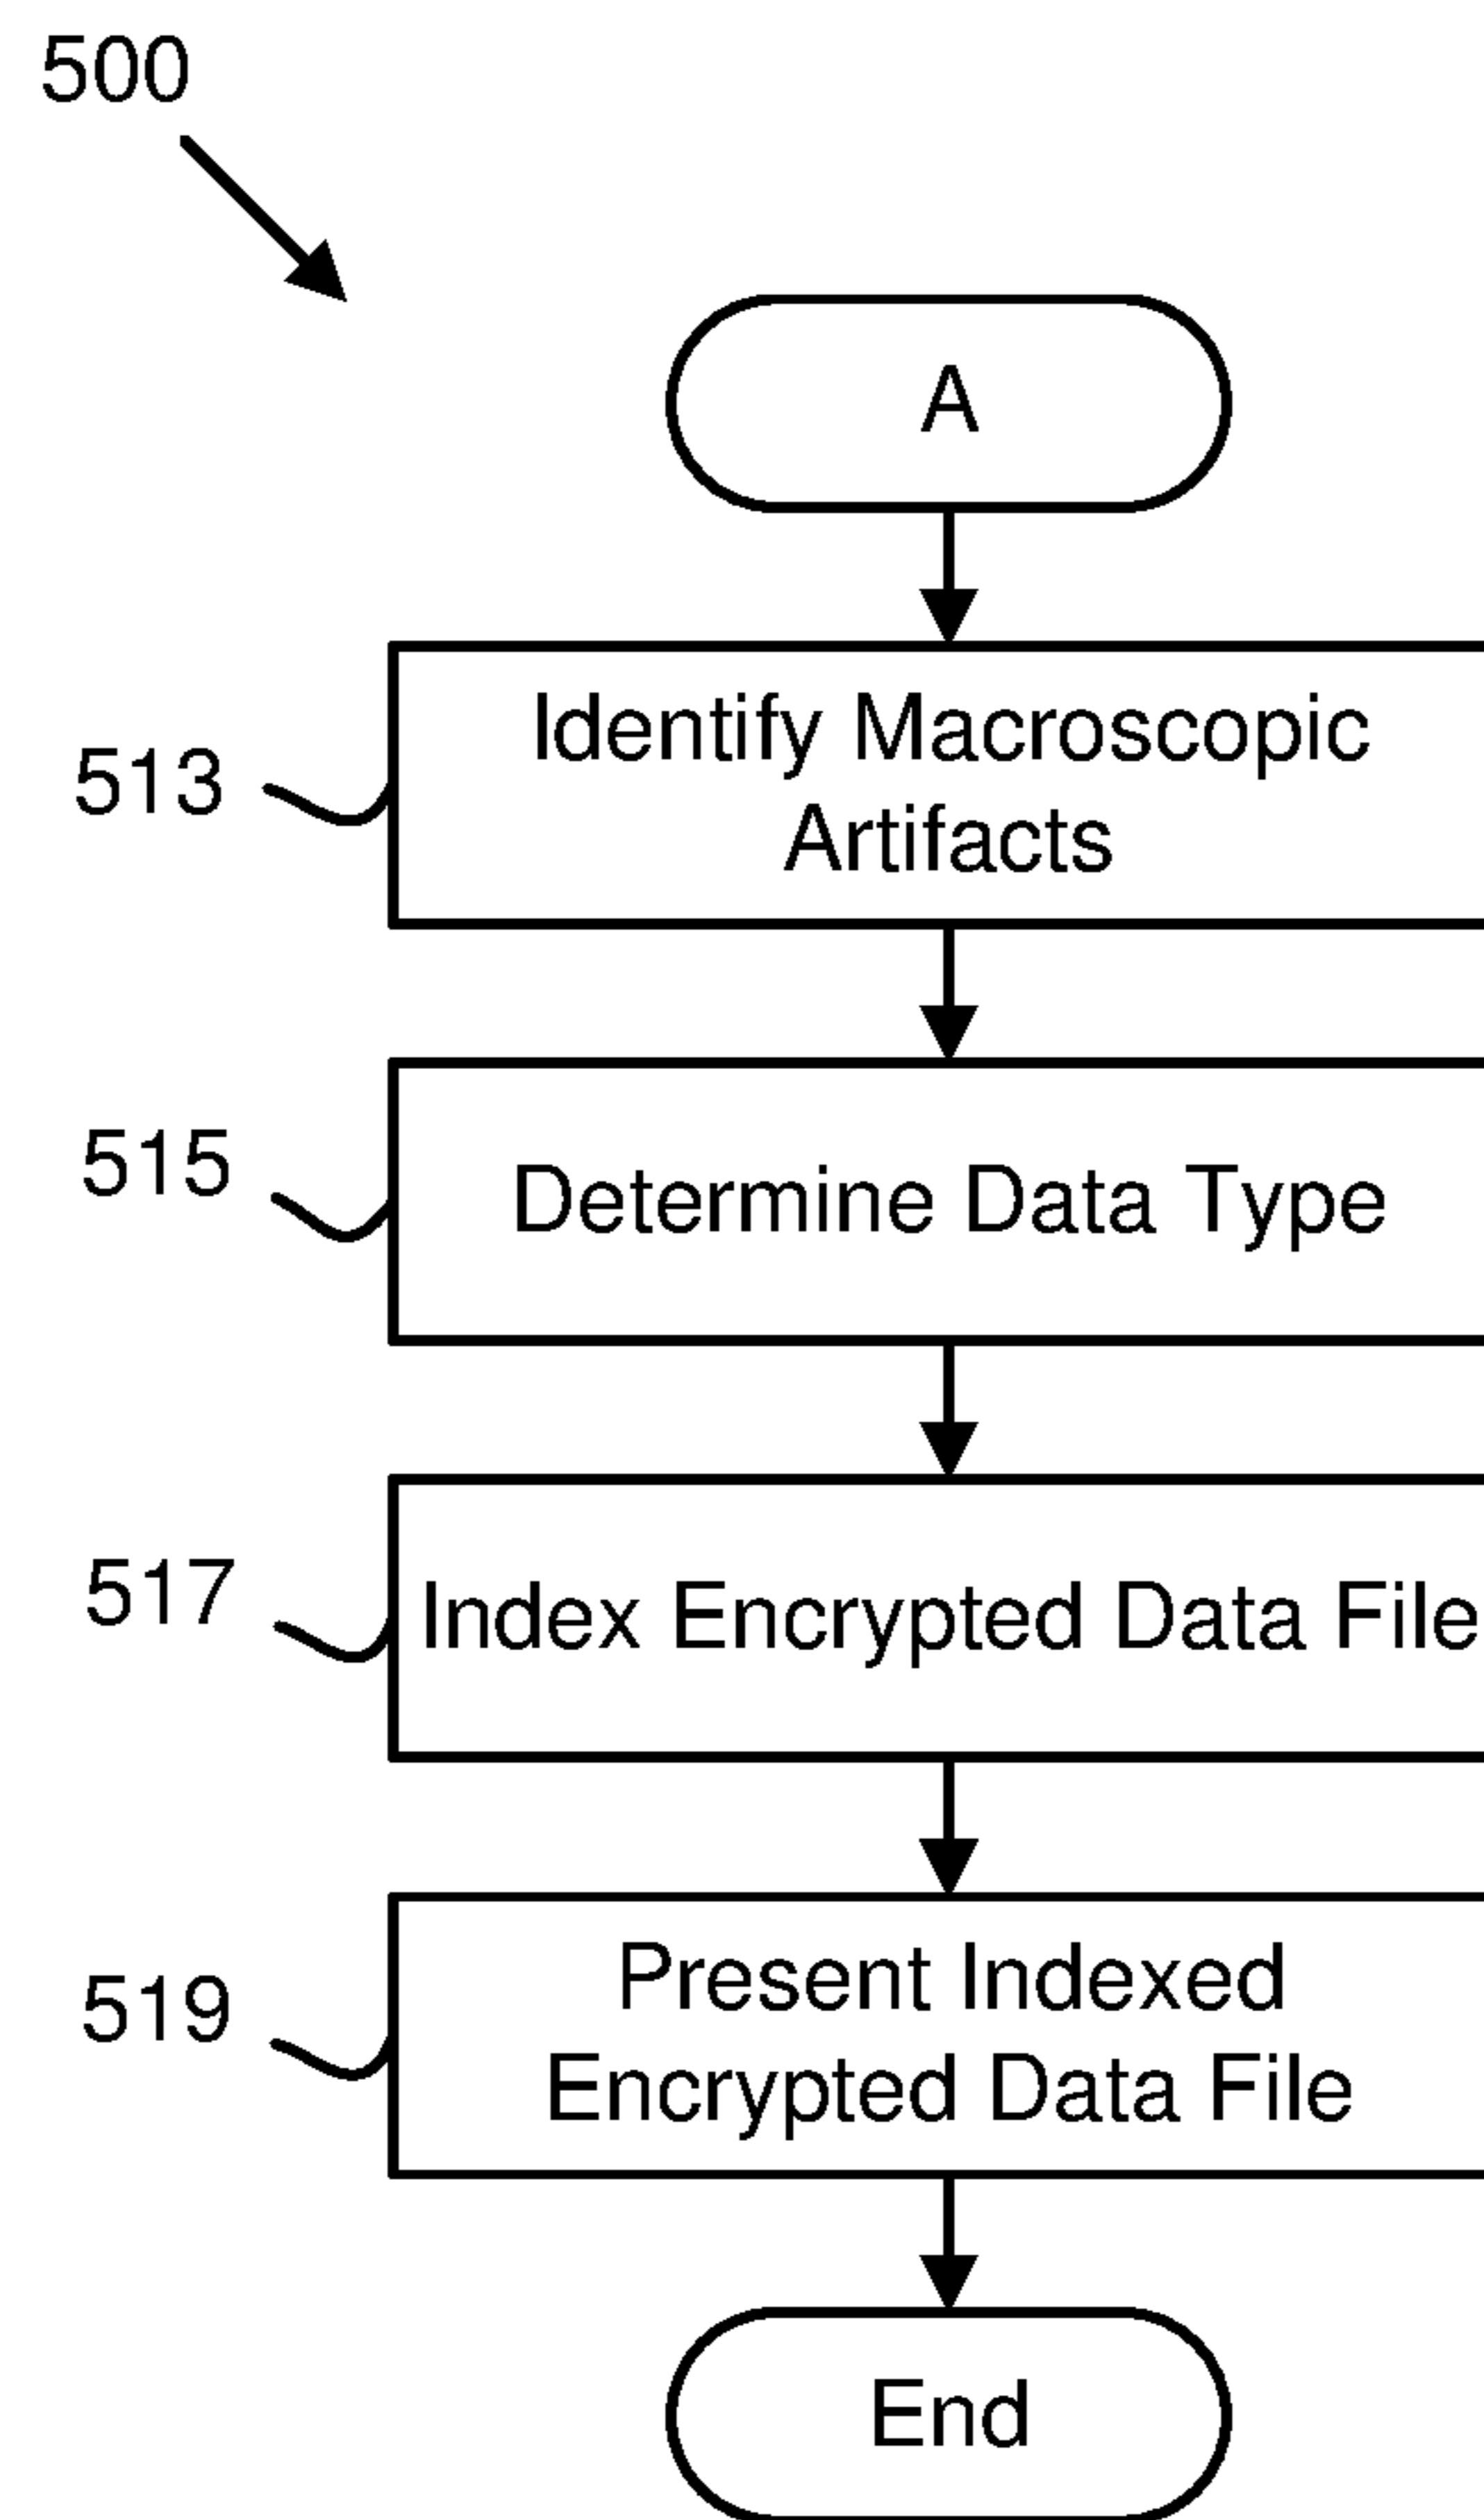 500
A
513
Identify Macroscopic
Artifacts
515
Determine Data Type
517
Index Encrypted Data File
519
Present Indexed
Encrypted Data File
End